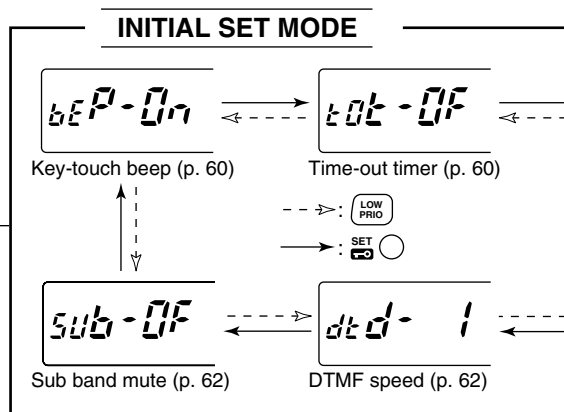 INITIAL SET MODE
bEP-On
tOt-OF
Key-touch beep (p. 60)
Time-out timer (p. 60)
: LOW
PRIO
: SET
SUb-OF
dtd- 1
Sub band mute (p. 62)
DTMF speed (p. 62)